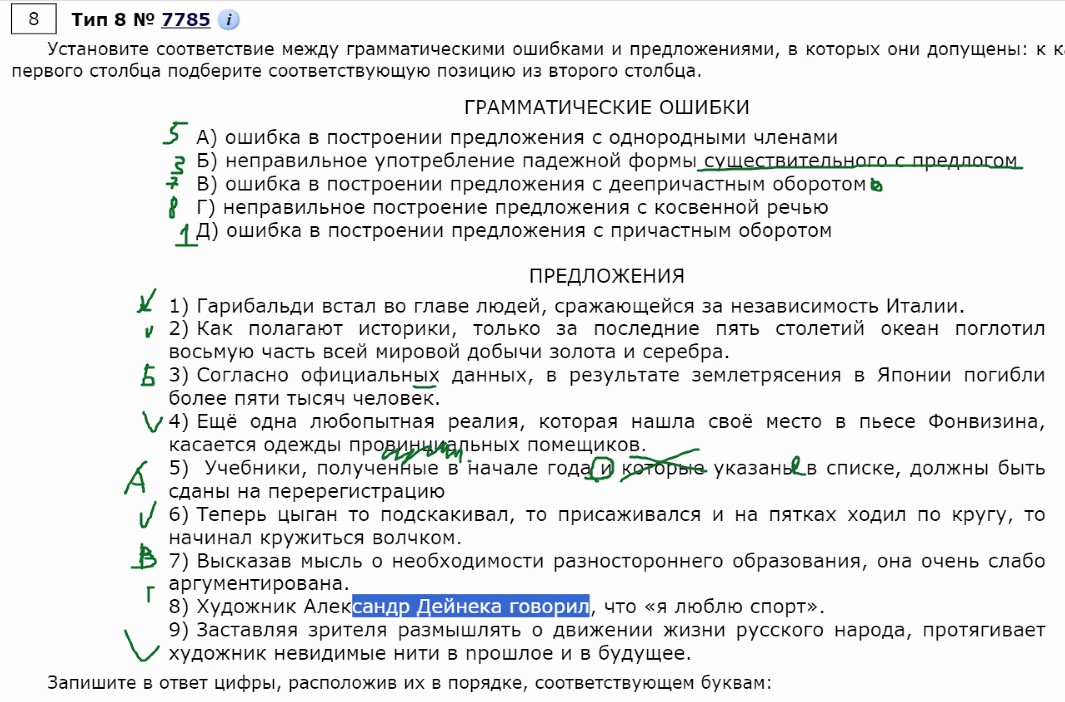 8 Тип 8 № 7785 i
Установите соответствие между грамматическими ошибками и предложениями, в которых они допущены: к к
первого столбца подберите соответствующую позицию из второго столбца.
ГРАММАТИЧЕСКИЕ ОШИБКИ
5 А) ошибка в построении предложения с однородными членами
3 Б) неправильное употребление падежной формы существительного с предлогом
7 В) ошибка в построении предложения с деепричастным оборотом
8 Г) неправильное построение предложения с косвенной речью
1 Д) ошибка в построении предложения с причастным оборотом
ПРЕДЛОЖЕНИЯ
1) Гарибальди встал во главе людей, сражающейся за независимость Италии.
2) Как полагают историки, только за последние пять столетий океан поглотил
восьмую часть всей мировой добычи золота и серебра.
Б 3) Согласно официальных данных, в результате землетрясения в Японии погибли
более пяти тысяч человек.
4) Ещё одна любопытная реалия, которая нашла своё место в пьесе Фонвизина,
касается одежды провинциальных помещиков.
А 5) Учебники, полученные в начале года и которые указаны в списке, должны быть
сданы на перерегистрацию
6) Теперь цыган то подскакивал, то присаживался и на пятках ходил по кругу, то
начинал кружиться волчком.
В 7) Высказав мысль о необходимости разностороннего образования, она очень слабо
аргументирована.
Г 8) Художник Александр Дейнека говорил, что «я люблю спорт».
9) Заставляя зрителя размышлять о движении жизни русского народа, протягивает
художник невидимые нити в прошлое и в будущее.
Запишите в ответ цифры, расположив их в порядке, соответствующем буквам: